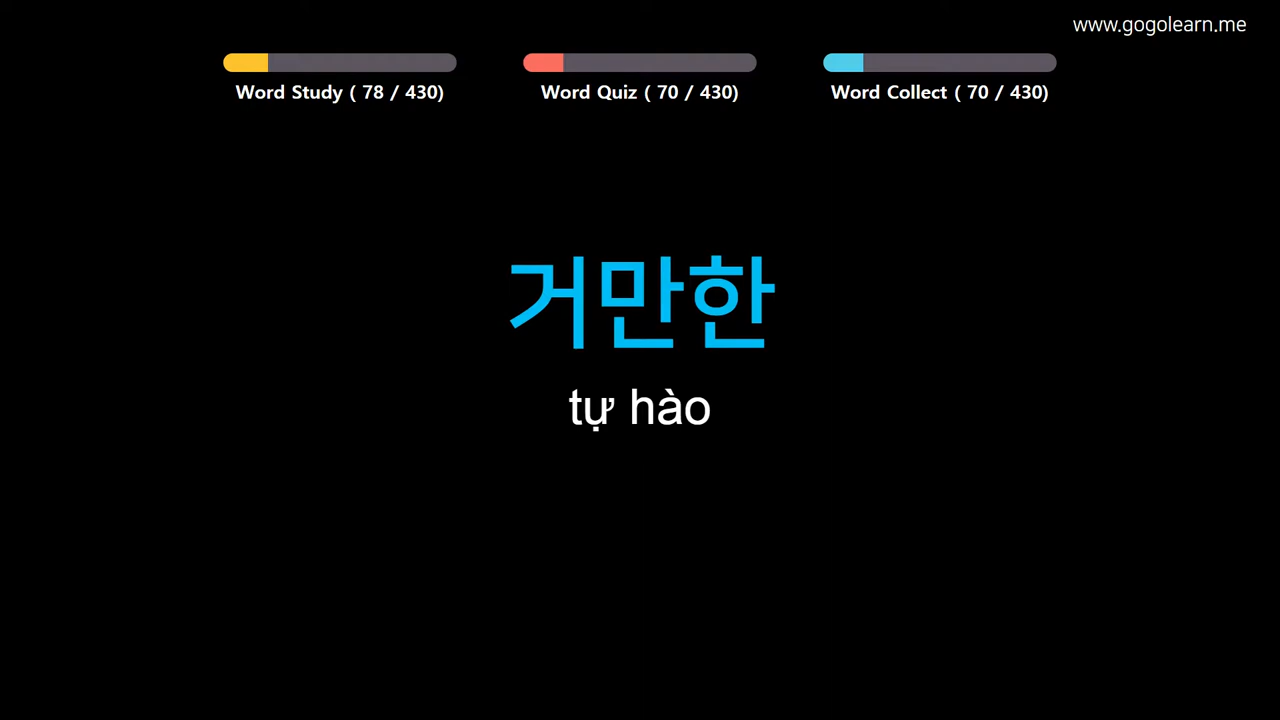 www.gogolearn.me
Word Study ( 78 / 430)
Word Quiz ( 70 / 430)
Word Collect ( 70 / 430)
거만한
tự hào